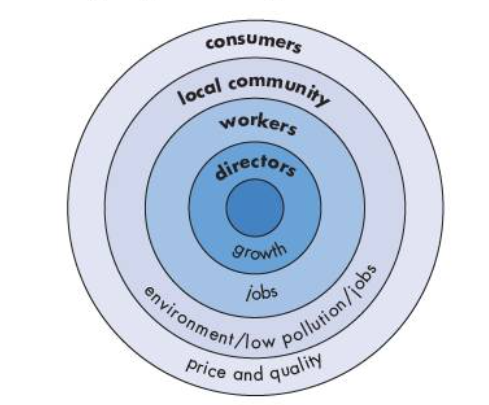 consumers
local community
workers
directors
growth
jobs
environment/low pollution/jobs
price and quality